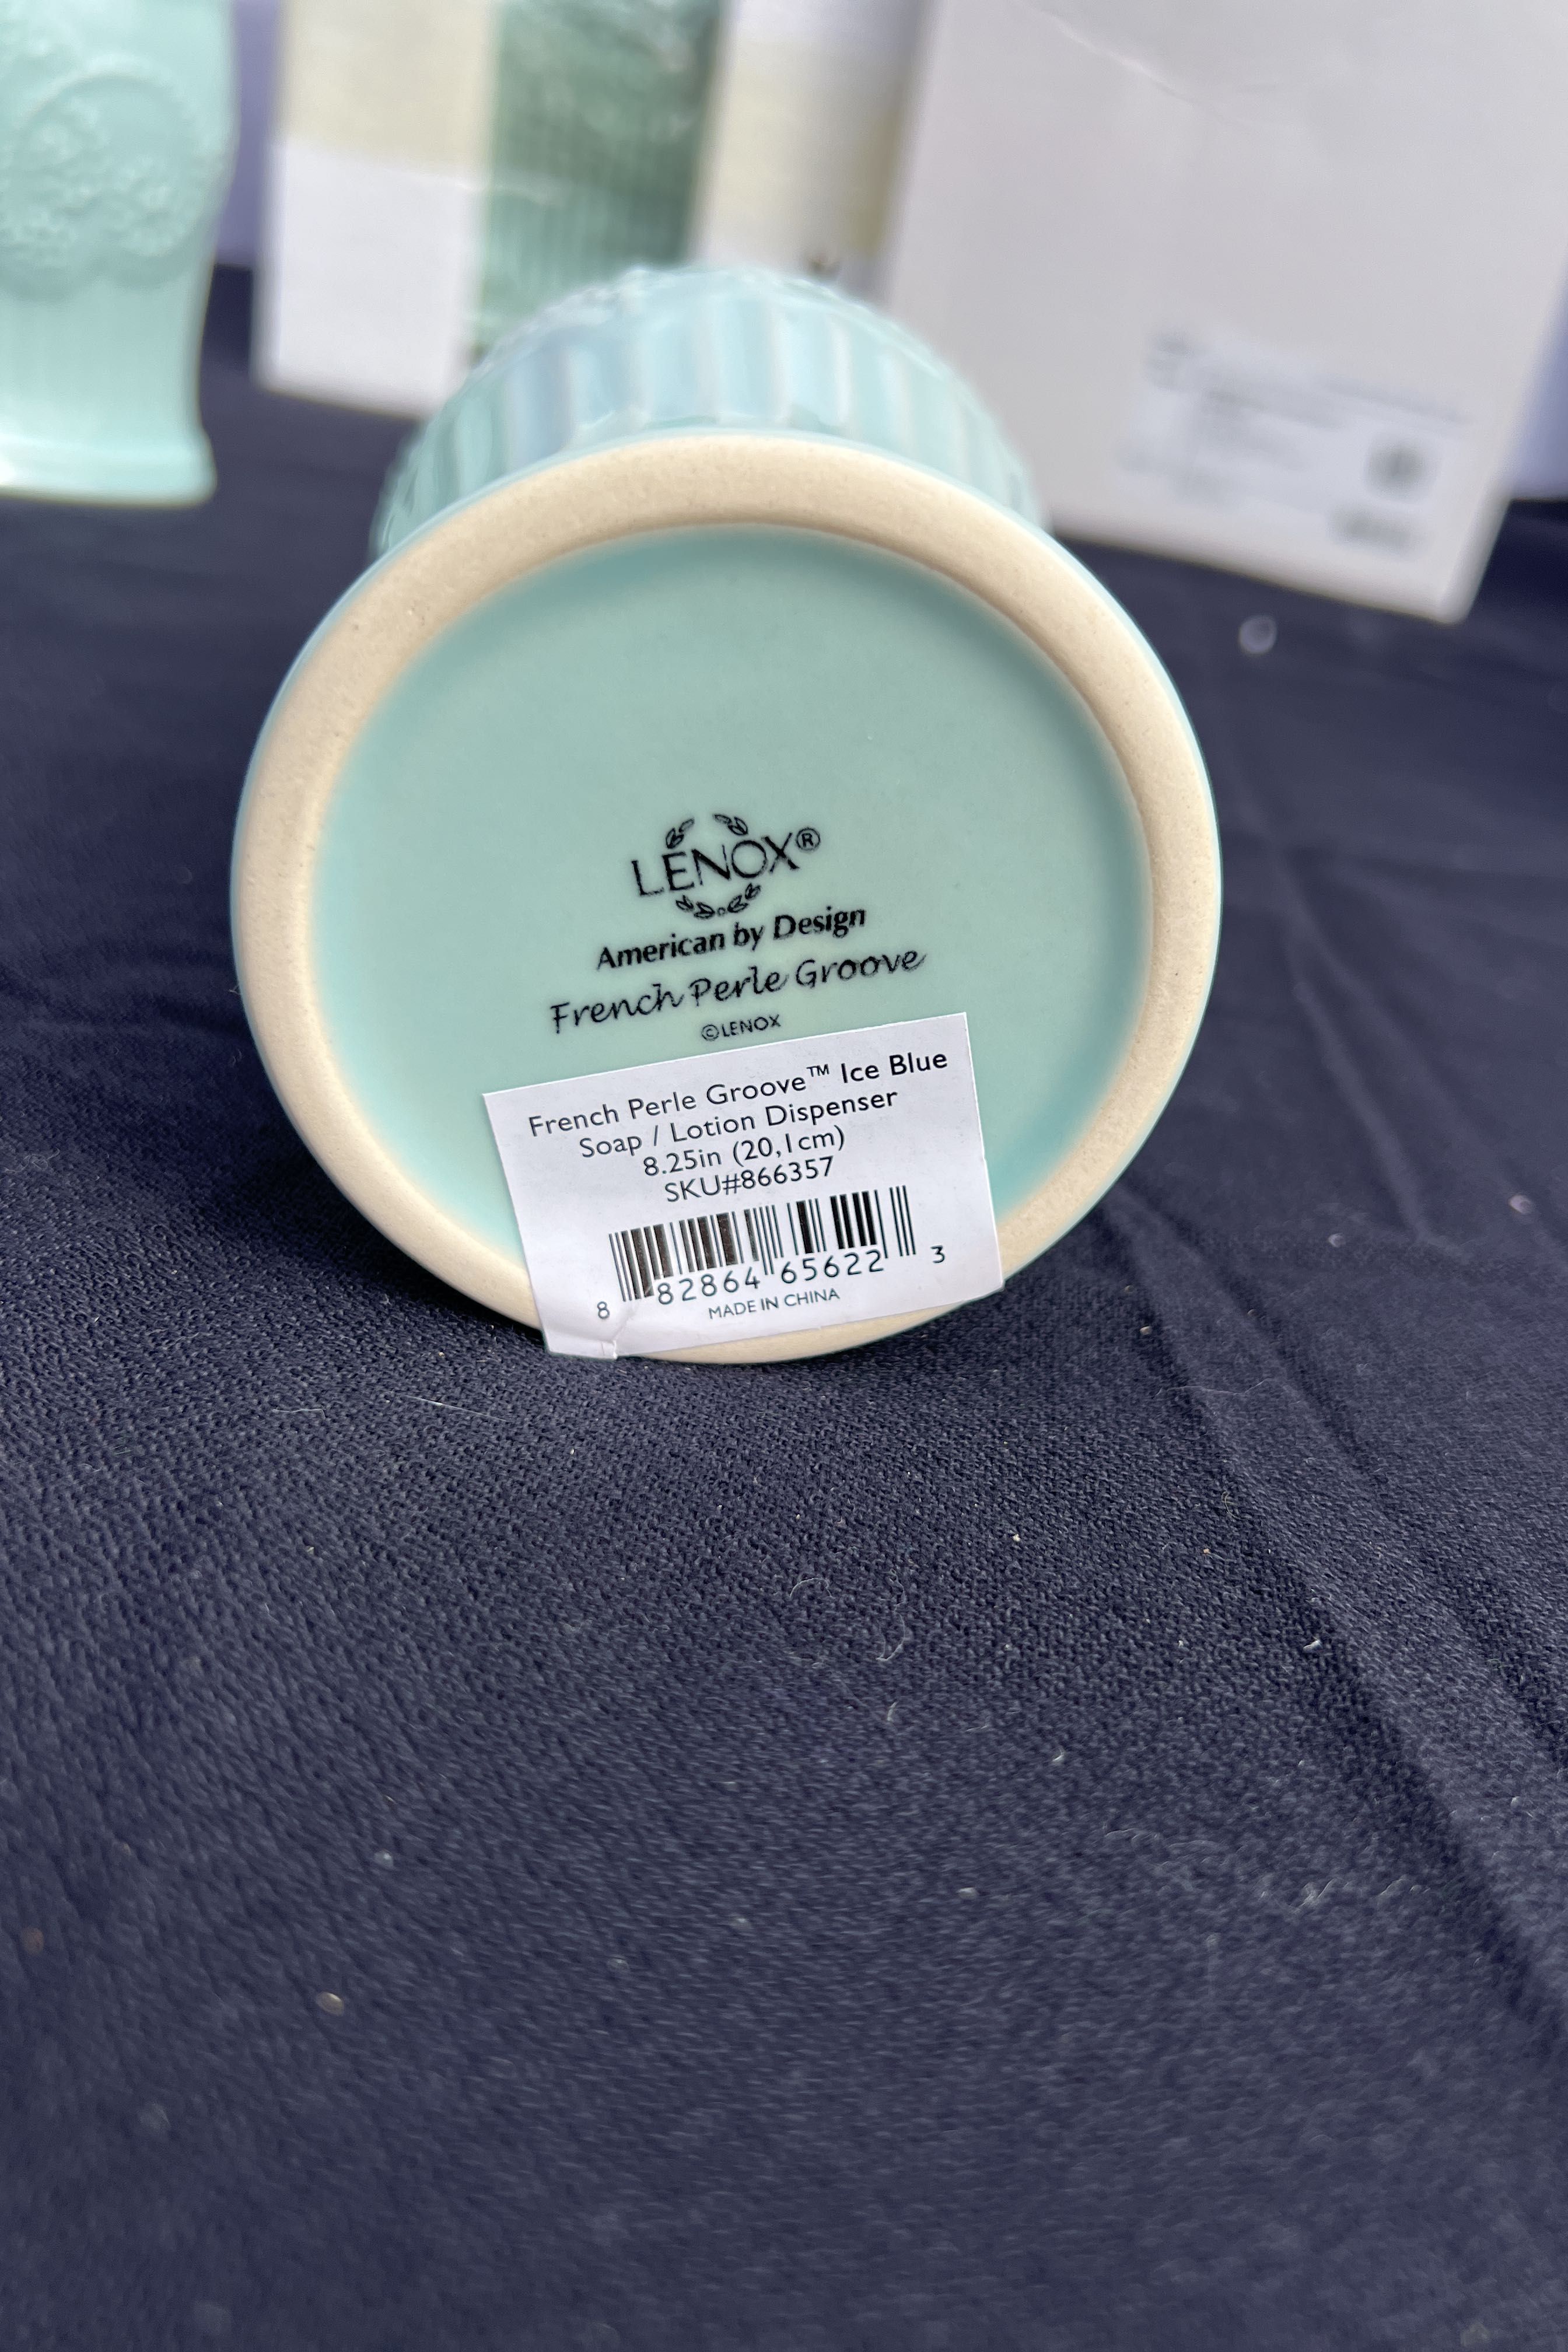 LENOX®
American by Design
French Perle Groove
©LENOX
French Perle Groove™ Ice Blue
Soap / Lotion Dispenser
8.25in (20,1cm)
SKU#866357
8 82864 65622 3
MADE IN CHINA